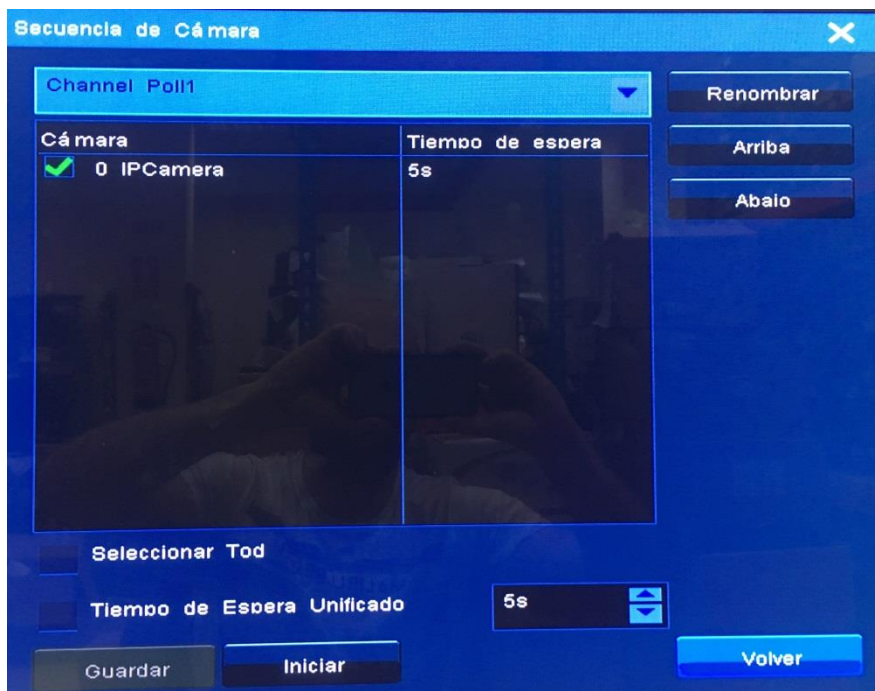 Secuencia de Cámara
Channel Poll1
Renombrar
Cámara Tiempo de espera
Arriba
0 IPCamera 5s
Abajo
Seleccionar Tod
Tiempo de Espera Unificado 5s
Guardar Iniciar Volver